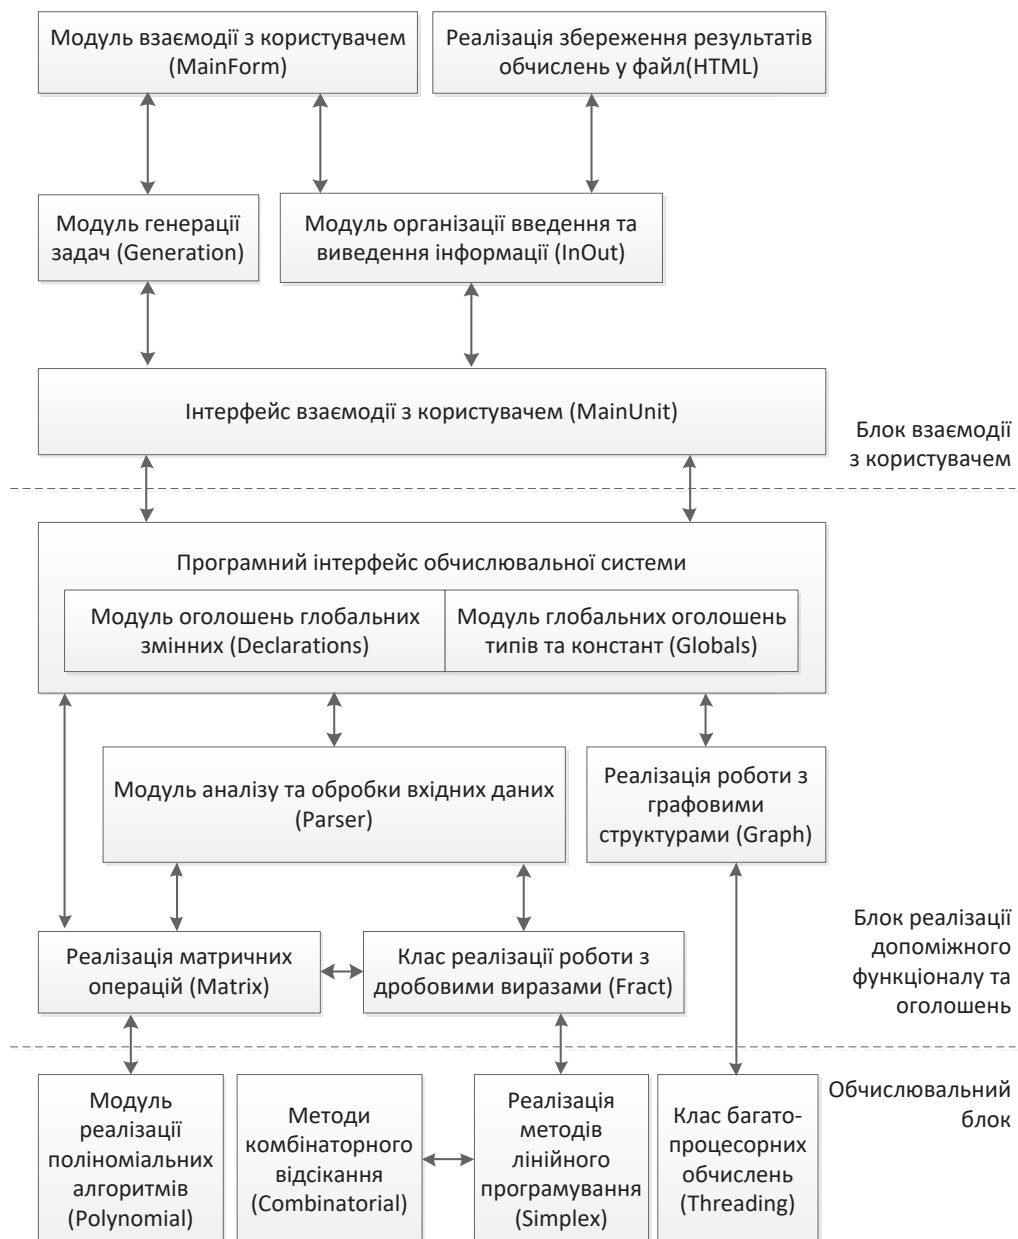 Модуль взаємодії з користувачем
(MainForm)
Реалізація збереження результатів
обчислень у файл(HTML)
Модуль генерації
задач (Generation)
Модуль організації введення та
виведення інформації (InOut)
Інтерфейс взаємодії з користувачем (MainUnit)
Блок взаємодії
з користувачем
Програмний інтерфейс обчислювальної системи
Модуль оголошень глобальних
змінних (Declarations)
Модуль глобальних оголошень
типів та констант (Globals)
Модуль аналізу та обробки вхідних даних
(Parser)
Реалізація роботи з
графовими
структурами (Graph)
Блок реалізації
допоміжного
функціоналу та
оголошень
Реалізація матричних
операцій (Matrix)
Клас реалізації роботи з
дробовими виразами (Fract)
Обчислювальний
блок
Модуль
реалізації
поліноміальних
алгоритмів
(Polynomial)
Методи
комбінаторного
відсікання
(Combinatorial)
Реалізація
методів
лінійного
програмування
(Simplex)
Клас багато-
процесорних
обчислень
(Threading)